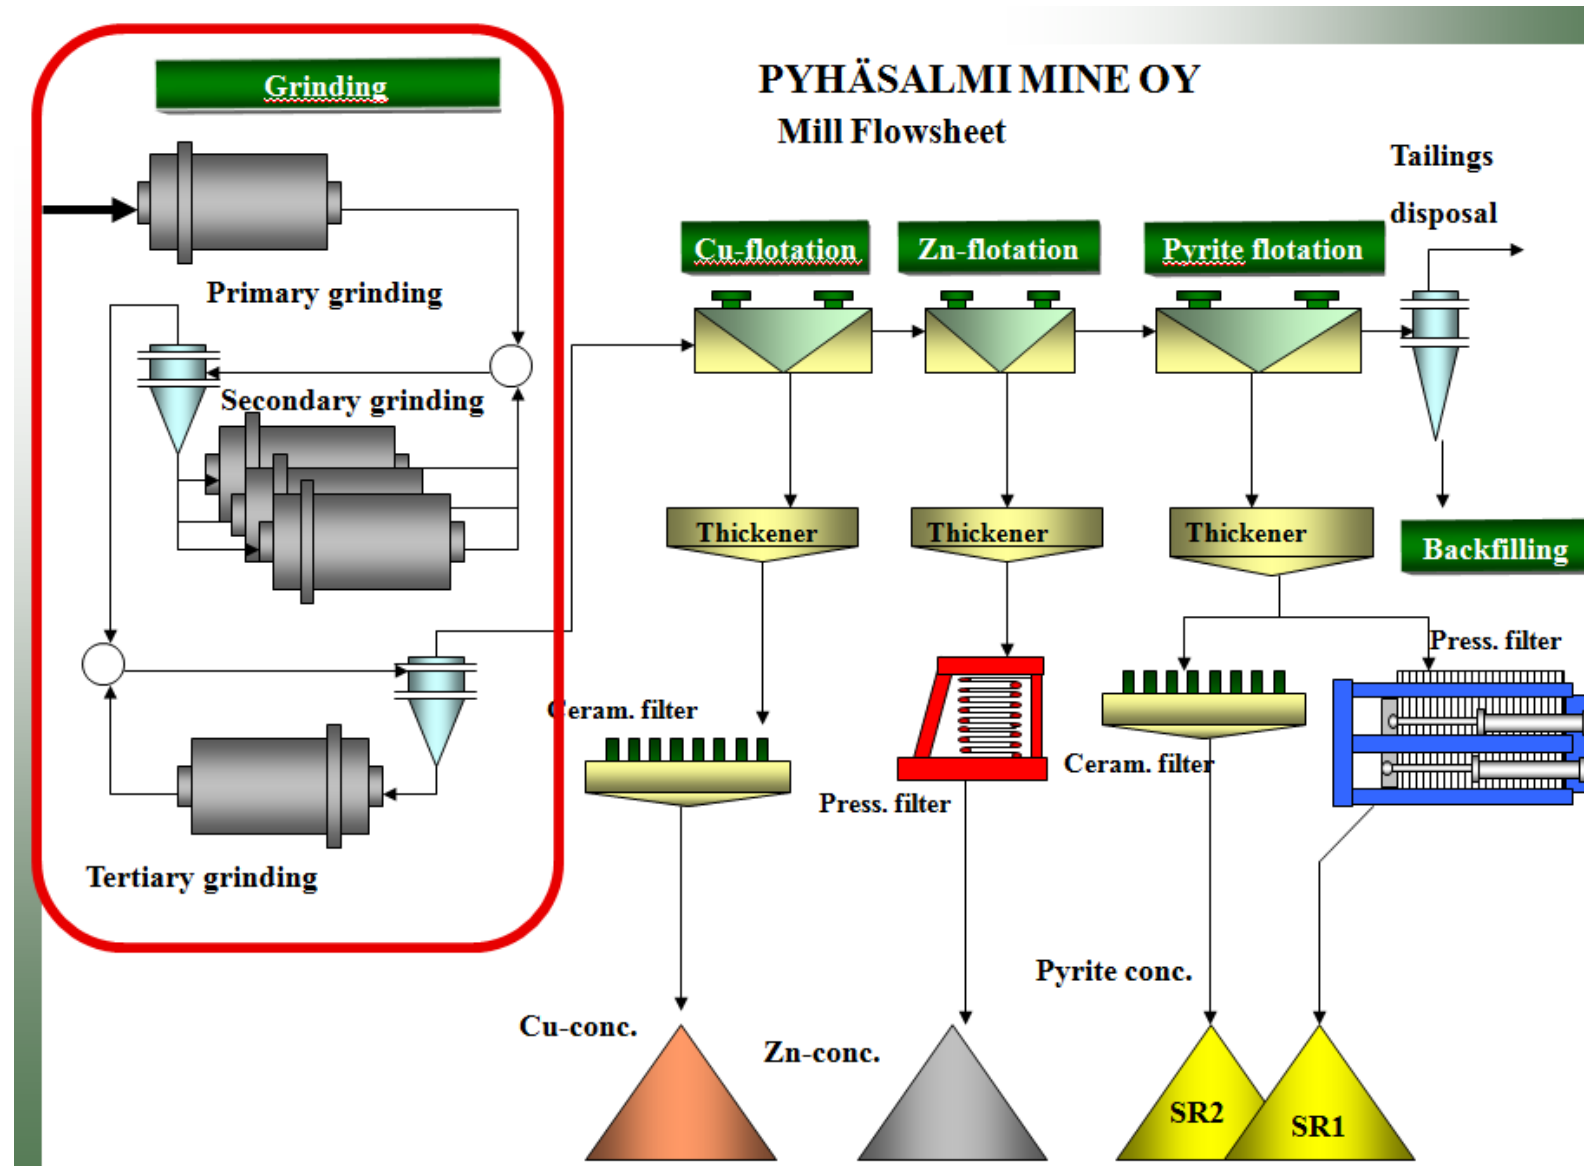 Grinding
PYHÄSALMI MINE OY
Mill Flowsheet
Tailings
disposal
Cu-flotation
Zn-flotation
Pyrite flotation
Primary grinding
Secondary grinding
Thickener
Thickener
Thickener
Backfilling
Press. filter
Ceram. filter
Ceram. filter
Press. filter
Tertiary grinding
Pyrite conc.
Cu-conc.
Zn-conc.
SR2
SR1